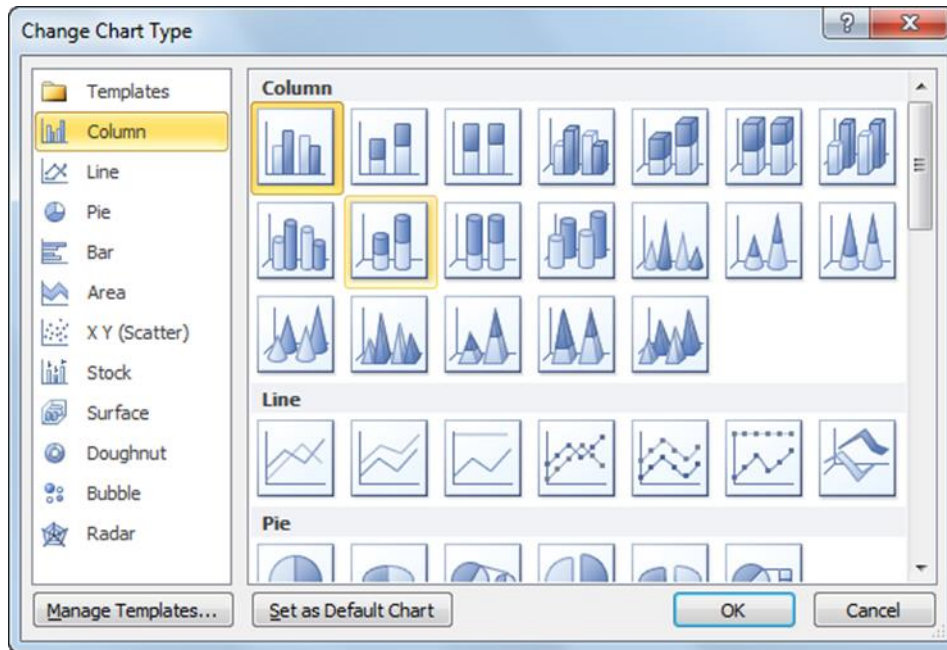 Change Chart Type
Templates
Column
Line
Pie
Bar
Area
X Y (Scatter)
Stock
Surface
Doughnut
Bubble
Radar
Column
Line
Pie
Manage Templates...
Set as Default Chart
OK
Cancel